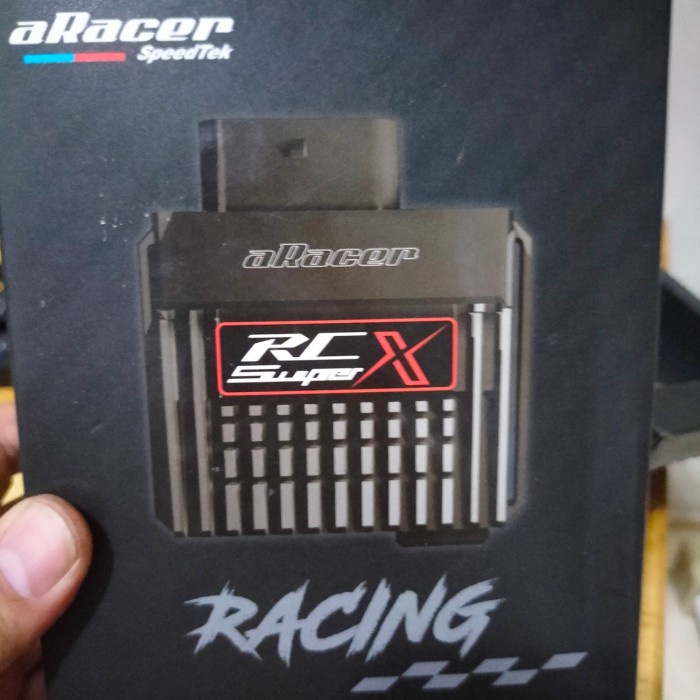 aRacer
SpeedTek
aRacer
RC
Super X
RACING